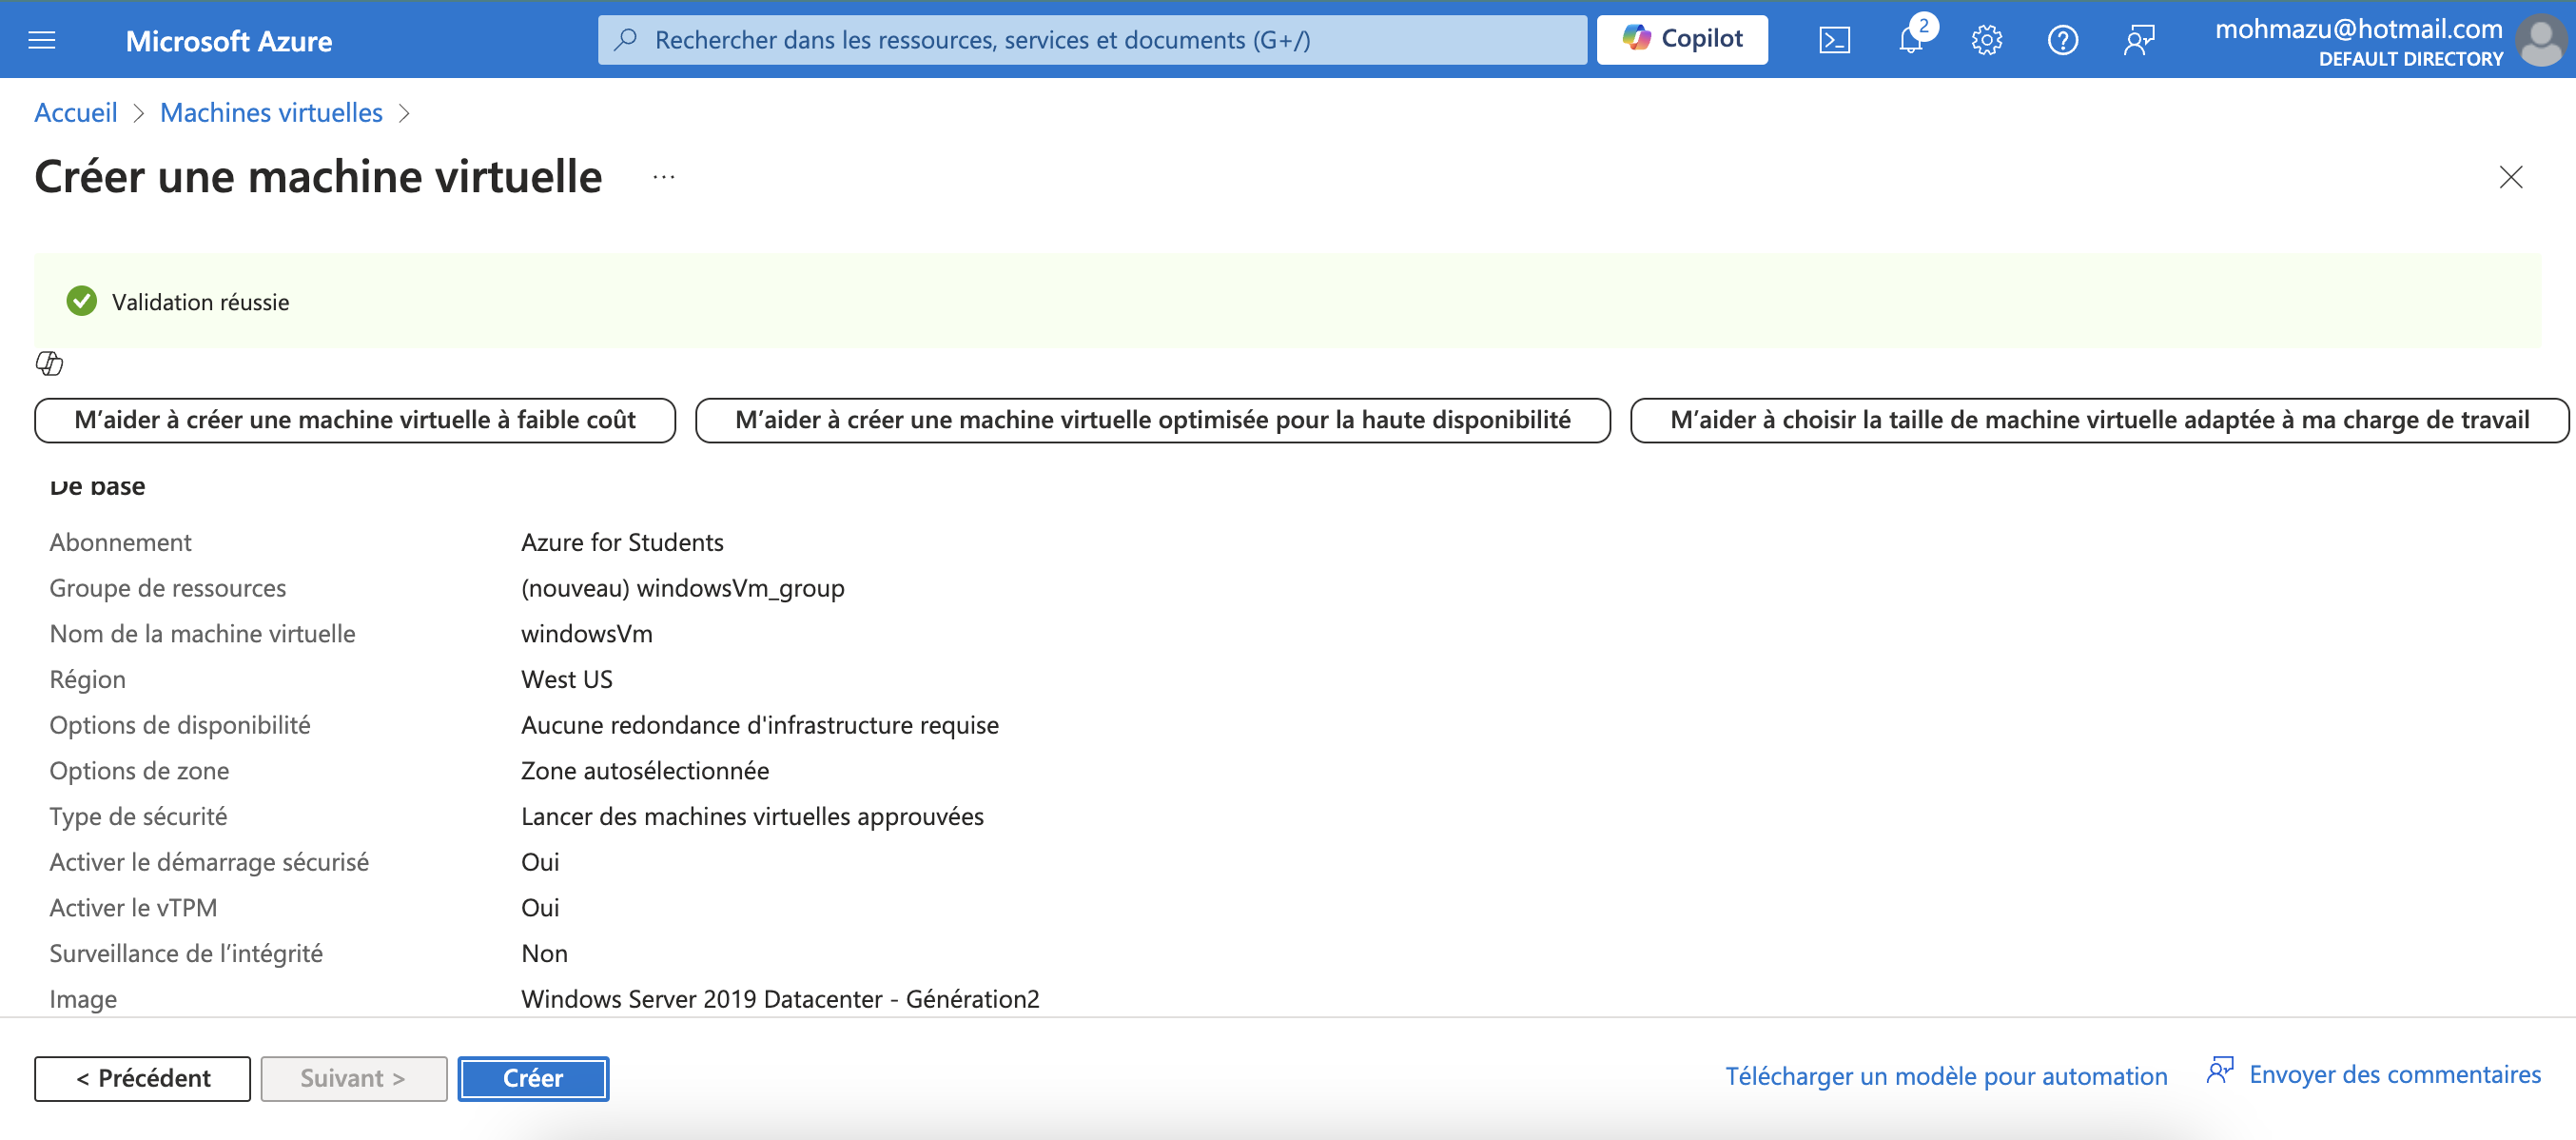 Microsoft Azure
Rechercher dans les ressources, services et documents (G+/)
Copilot
2
mohmazu@hotmail.com
DEFAULT DIRECTORY
Accueil > Machines virtuelles >
Créer une machine virtuelle ...
Validation réussie
M’aider à créer une machine virtuelle à faible coût
M’aider à créer une machine virtuelle optimisée pour la haute disponibilité
M’aider à choisir la taille de machine virtuelle adaptée à ma charge de travail
De base
Abonnement Azure for Students
Groupe de ressources (nouveau) windowsVm_group
Nom de la machine virtuelle windowsVm
Région West US
Options de disponibilité Aucune redondance d'infrastructure requise
Options de zone Zone autosélectionnée
Type de sécurité Lancer des machines virtuelles approuvées
Activer le démarrage sécurisé Oui
Activer le vTPM Oui
Surveillance de l’intégrité Non
Image Windows Server 2019 Datacenter - Génération2
< Précédent
Suivant >
Créer
Télécharger un modèle pour automation
Envoyer des commentaires